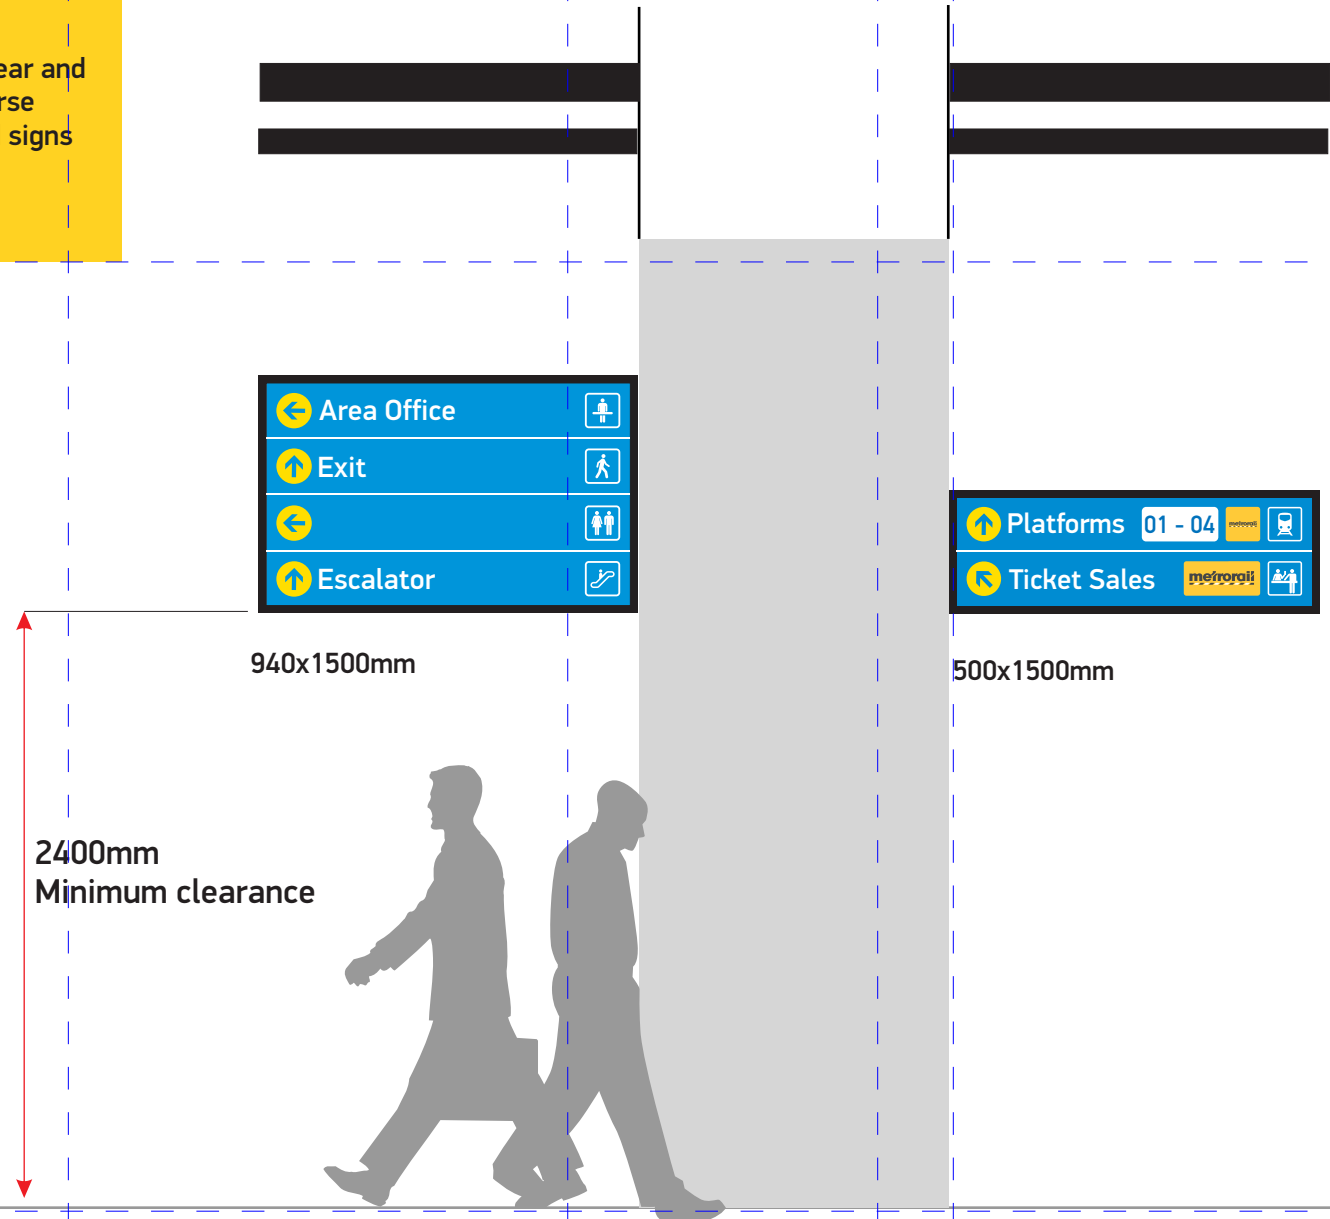 ear and
rse
signs
Area Office
Exit
Escalator
Platforms 01 - 04 metrorail
Ticket Sales metrorail
940x1500mm
500x1500mm
2400mm
Minimum clearance